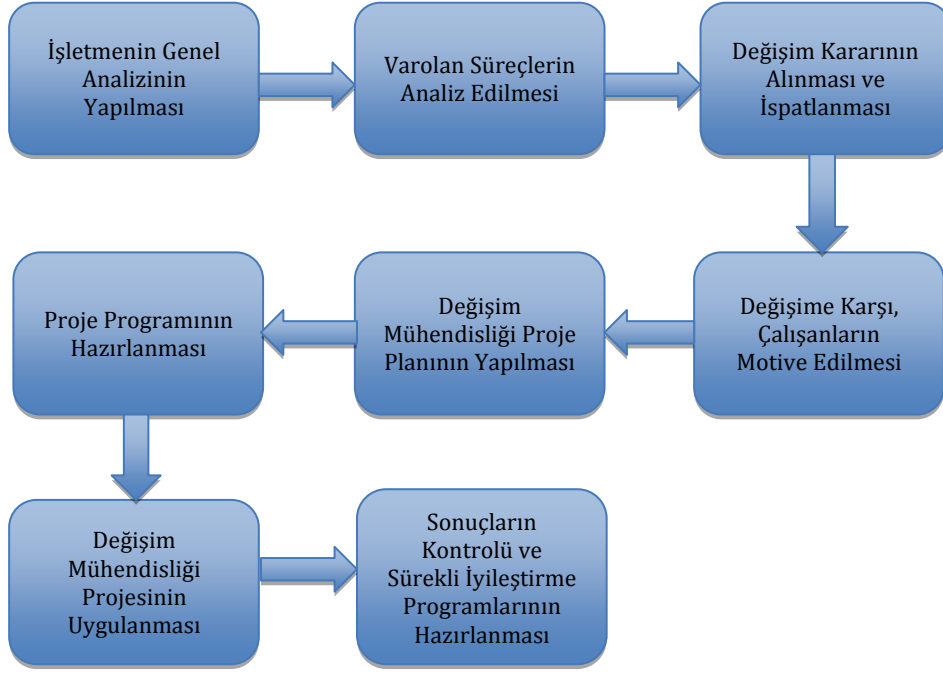 İşletmenin Genel
Analizinin
Yapılması
Varolan Süreçlerin
Analiz Edilmesi
Değişim Kararının
Alınması ve
İspatlanması
Değişime Karşı,
Çalışanların
Motive Edilmesi
Değişim
Mühendisliği Proje
Planının Yapılması
Proje Programının
Hazırlanması
Değişim
Mühendisliği
Projesinin
Uygulanması
Sonuçların
Kontrolü ve
Sürekli İyileştirme
Programlarının
Hazırlanması